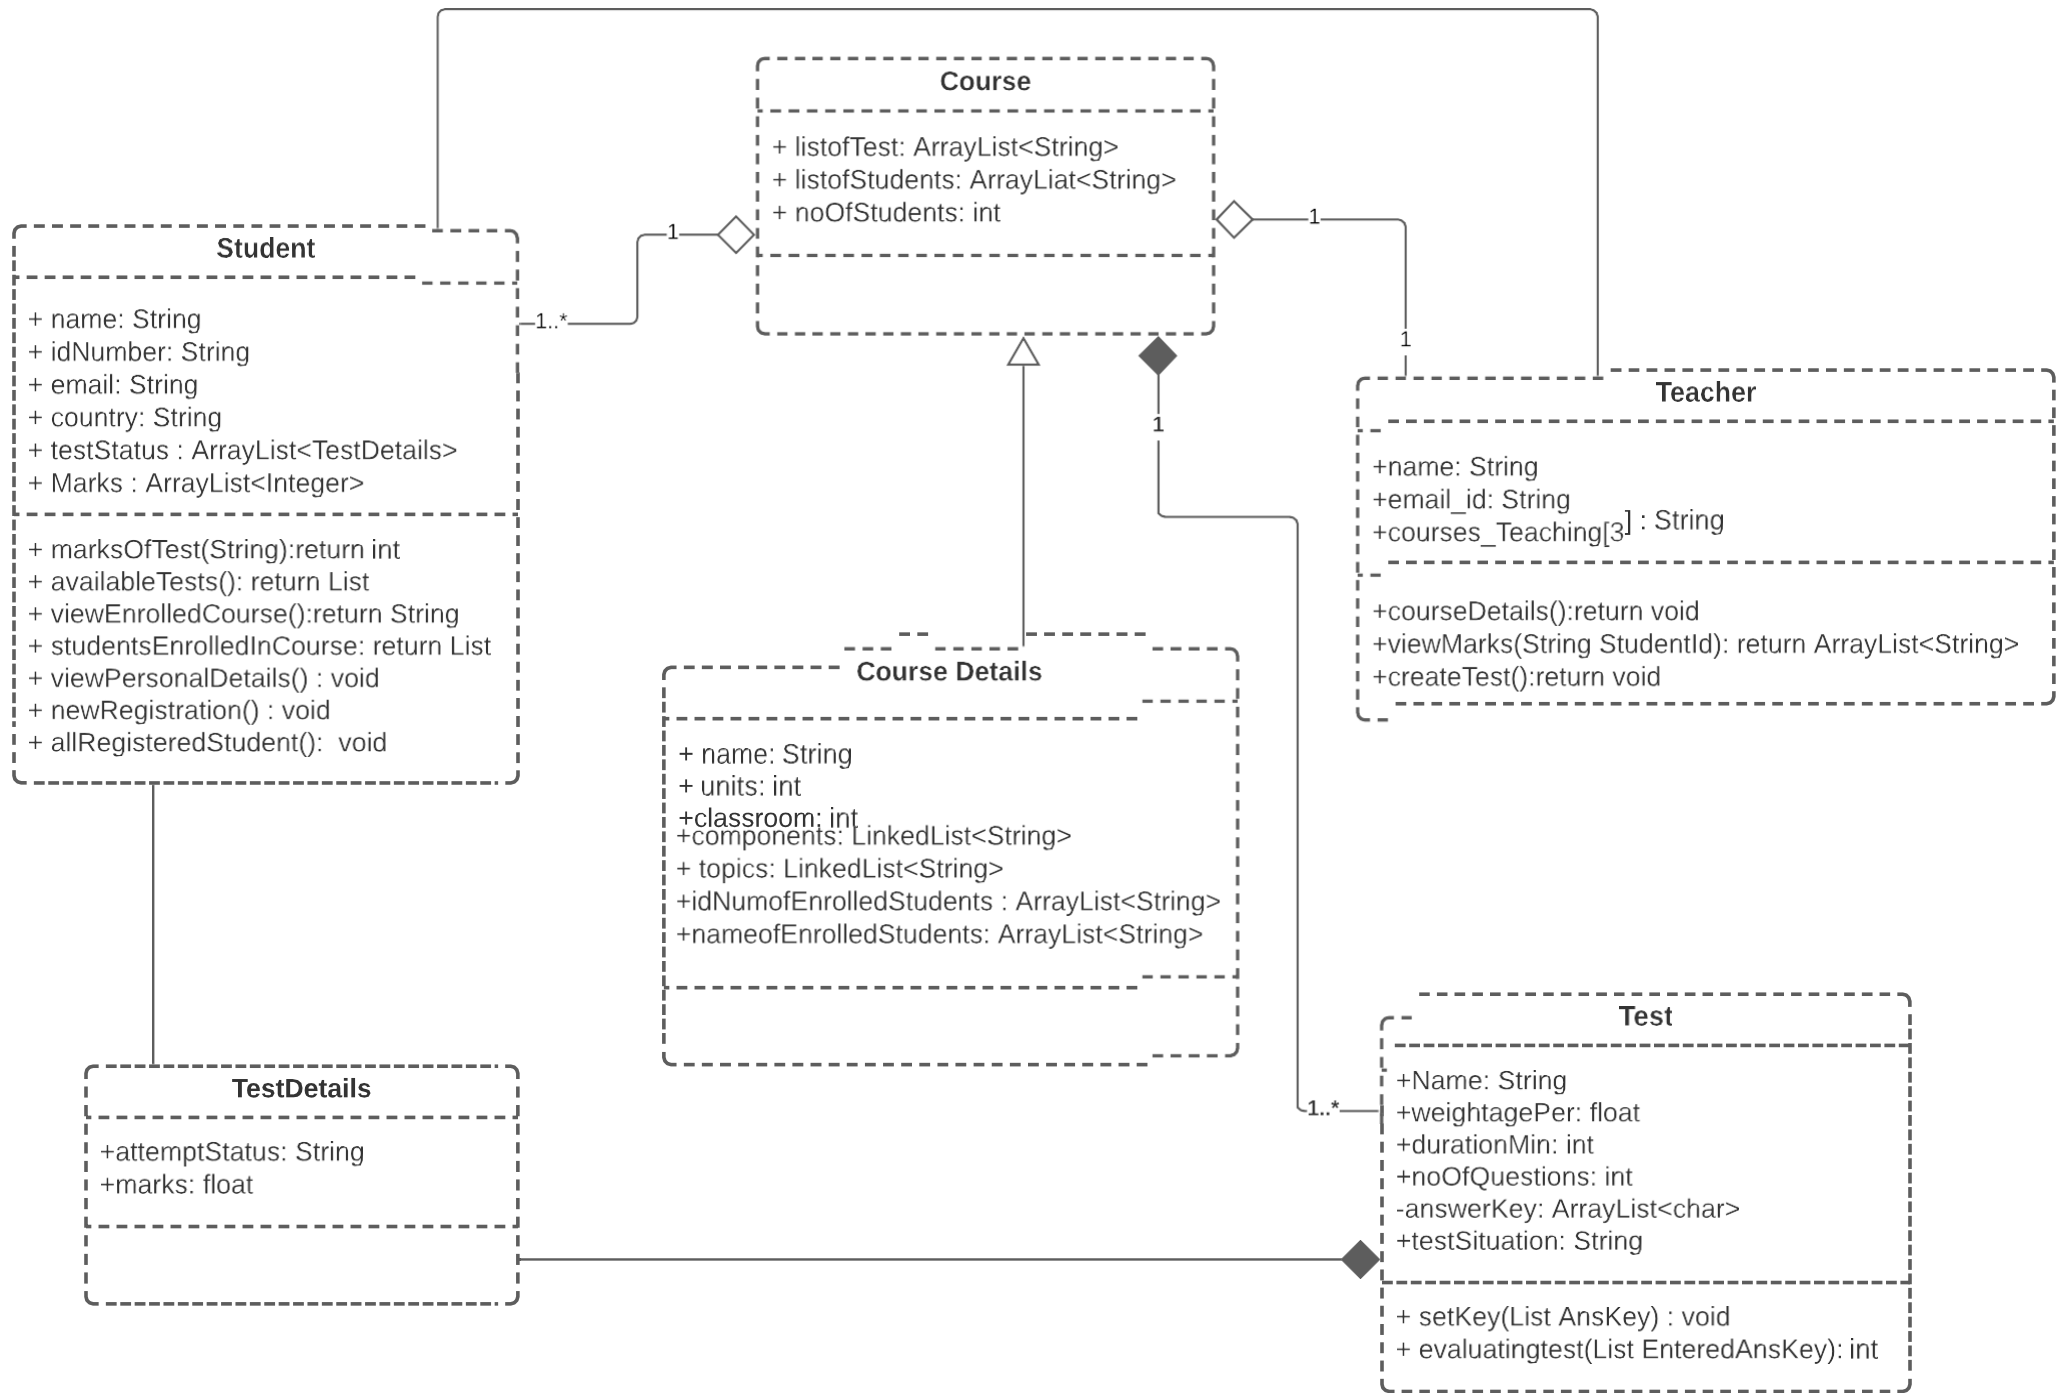 Course
+ listofTest: ArrayList<String>
+ listofStudents: ArrayLiat<String>
+ noOfStudents: int
1
1..*
1
1
1
1..*
Student
+ name: String
+ idNumber: String
+ email: String
+ country: String
+ testStatus : ArrayList<TestDetails>
+ Marks : ArrayList<Integer>
+ marksOfTest(String):return int
+ availableTests(): return List
+ viewEnrolledCourse():return String
+ studentsEnrolledInCourse: return List
+ viewPersonalDetails() : void
+ newRegistration() : void
+ allRegisteredStudent():  void
Teacher
+name: String
+email_id: String
+courses_Teaching[3] : String
+courseDetails():return void
+viewMarks(String StudentId): return ArrayList<String>
+createTest():return void
Course Details
+ name: String
+ units: int
+classroom: int
+components: LinkedList<String>
+ topics: LinkedList<String>
+idNumofEnrolledStudents : ArrayList<String>
+nameofEnrolledStudents: ArrayList<String>
TestDetails
+attemptStatus: String
+marks: float
Test
+Name: String
+weightagePer: float
+durationMin: int
+noOfQuestions: int
-answerKey: ArrayList<char>
+testSituation: String
+ setKey(List AnsKey) : void
+ evaluatingtest(List EnteredAnsKey): int